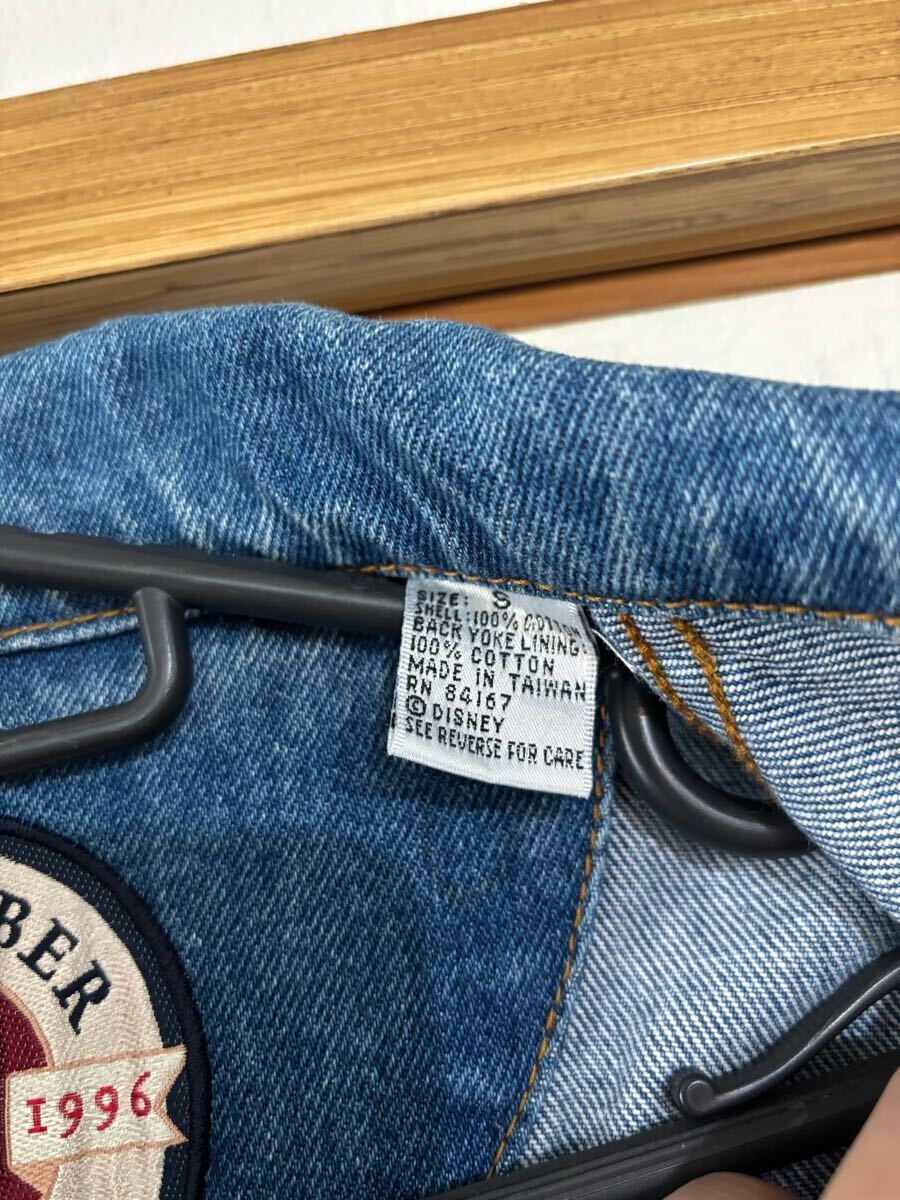 SIZE: S
SHELL: 100% COTTON
BACK YOKE LINING:
100% COTTON
MADE IN TAIWAN
RN 84167
© DISNEY
SEE REVERSE FOR CARE
BER
1996